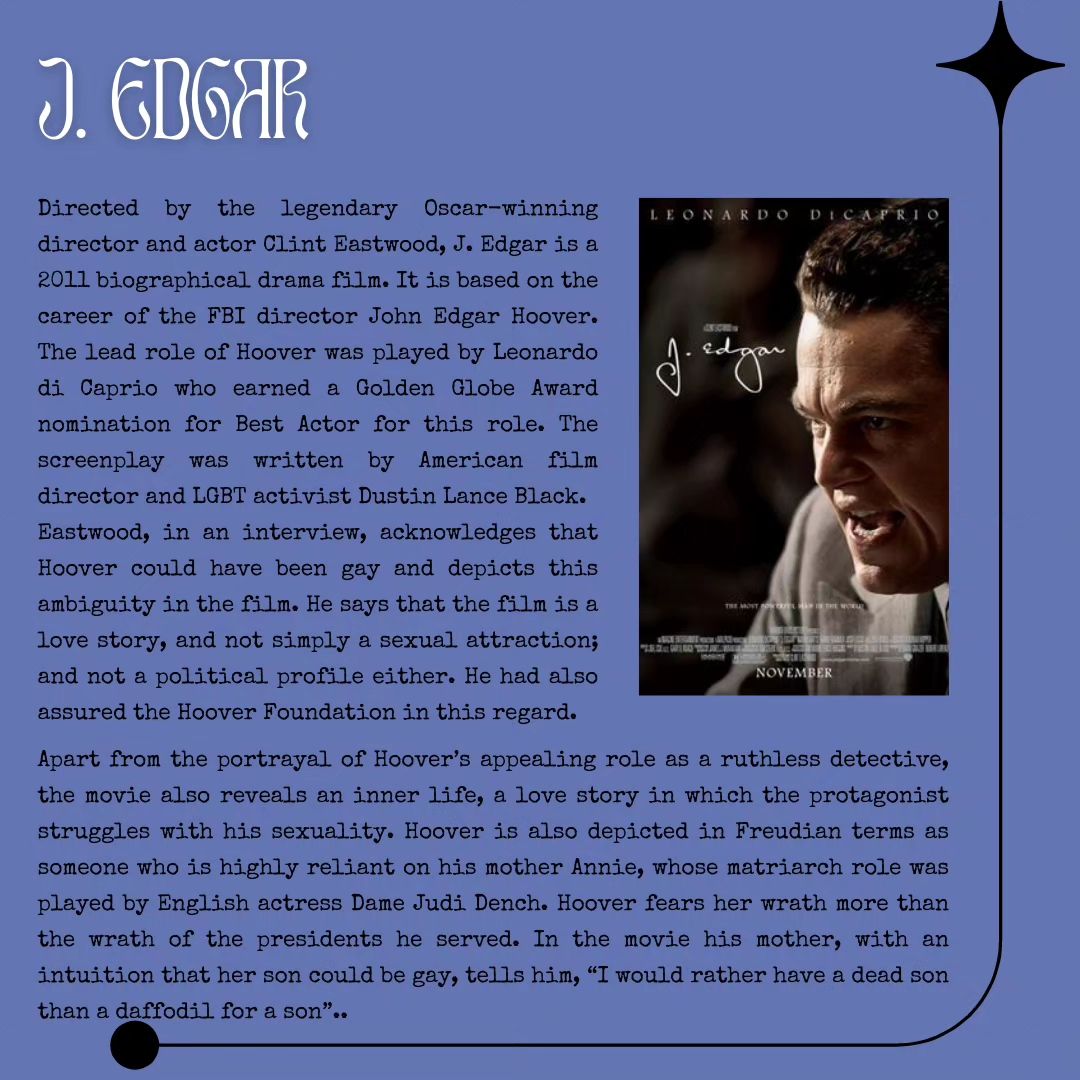 J. EDGAR
Directed by the legendary Oscar-winning
director and actor Clint Eastwood, J. Edgar is a
2011 biographical drama film. It is based on the
career of the FBI director John Edgar Hoover.
The lead role of Hoover was played by Leonardo
di Caprio who earned a Golden Globe Award
nomination for Best Actor for this role. The
screenplay was written by American film
director and LGBT activist Dustin Lance Black.
Eastwood, in an interview, acknowledges that
Hoover could have been gay and depicts this
ambiguity in the film. He says that the film is a
love story, and not simply a sexual attraction;
and not a political profile either. He had also
assured the Hoover Foundation in this regard.
LEONARDO DiCAPRIO
J. Edgar
THE MOST POWERFUL MAN IN THE WORLD
NOVEMBER
Apart from the portrayal of Hoover's appealing role as a ruthless detective,
the movie also reveals an inner life, a love story in which the protagonist
struggles with his sexuality. Hoover is also depicted in Freudian terms as
someone who is highly reliant on his mother Annie, whose matriarch role was
played by English actress Dame Judi Dench. Hoover fears her wrath more than
the wrath of the presidents he served. In the movie his mother, with an
intuition that her son could be gay, tells him, “I would rather have a dead son
than a daffodil for a son”..